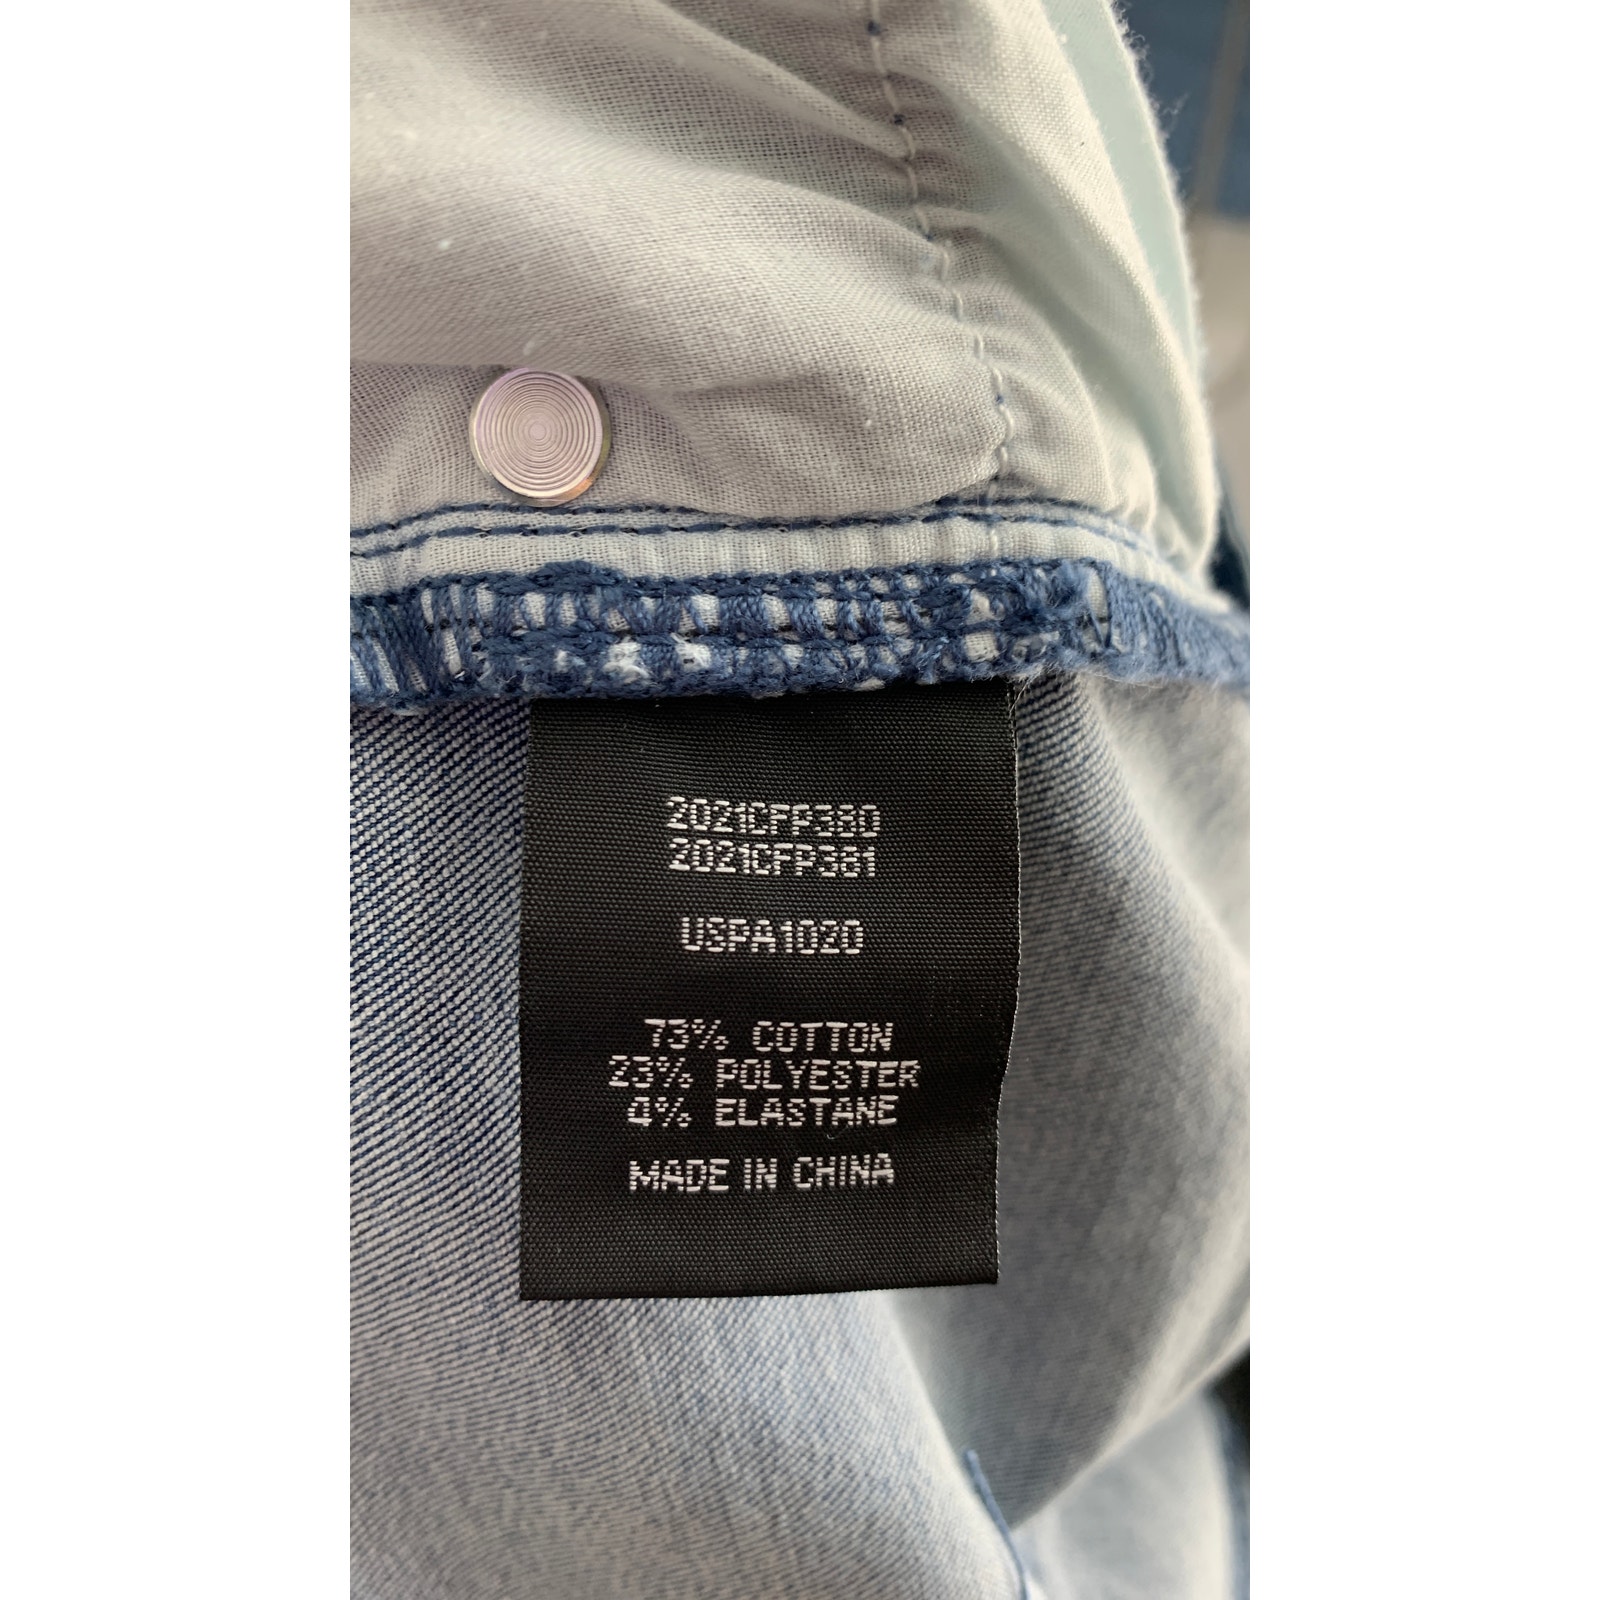 2021CFP380
2021CFP381
USPA1020
73% COTTON
23% POLYESTER
4% ELASTANE
MADE IN CHINA